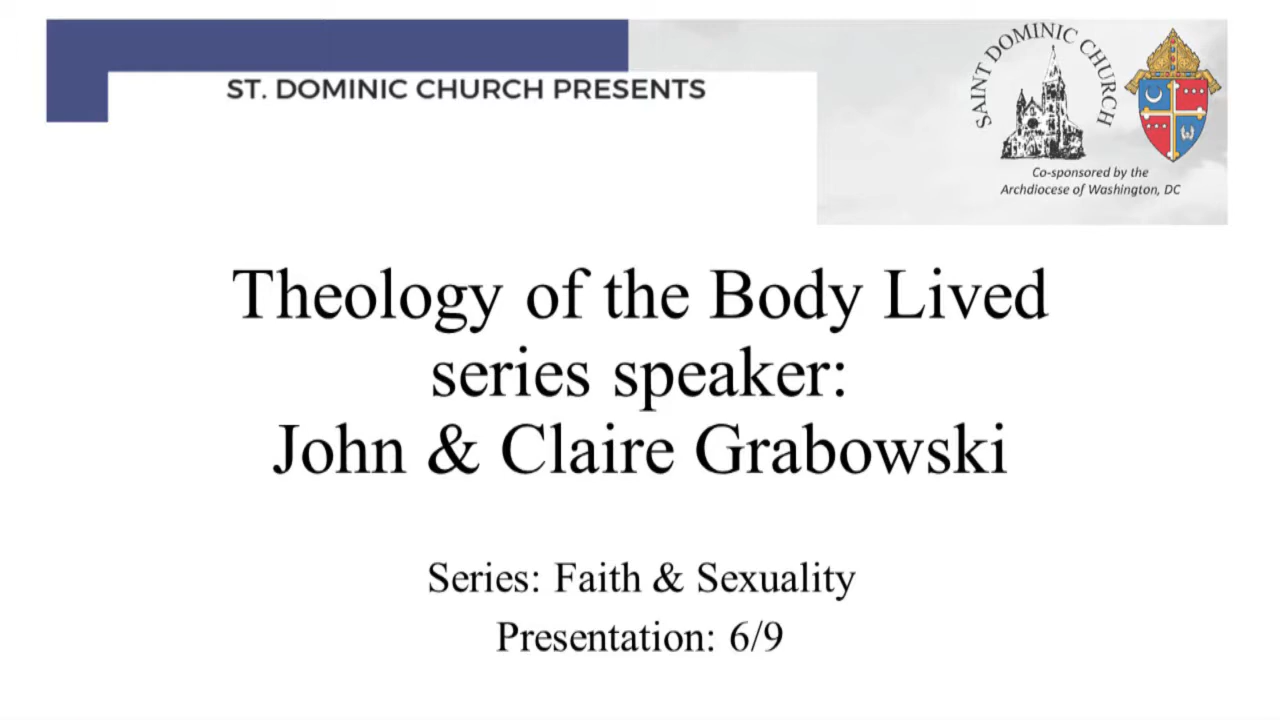 ST. DOMINIC CHURCH PRESENTS
SAINT DOMINIC CHURCH
Co-sponsored by the
Archdiocese of Washington, DC
Theology of the Body Lived
series speaker:
John & Claire Grabowski
Series: Faith & Sexuality
Presentation: 6/9